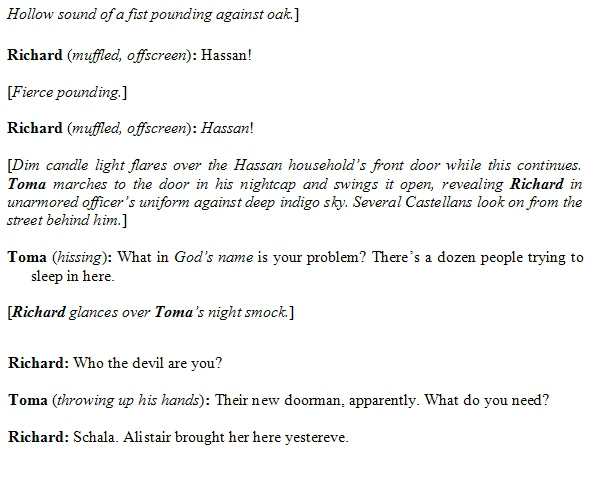 Hollow sound of a fist pounding against oak.]
Richard (muffled, offscreen): Hassan!
[Fierce pounding.]
Richard (muffled, offscreen): Hassan!
[Dim candle light flares over the Hassan household's front door while this continues.
Toma marches to the door in his nightcap and swings it open, revealing Richard in
unarmored officer's uniform against deep indigo sky. Several Castellans look on from the
street behind him.]
Toma (hissing): What in God's name is your problem? There's a dozen people trying to
sleep in here.
[Richard glances over Toma's night smock.]
Richard: Who the devil are you?
Toma (throwing up his hands): Their new doorman, apparently. What do you need?
Richard: Schala. Alistair brought her here yestereve.